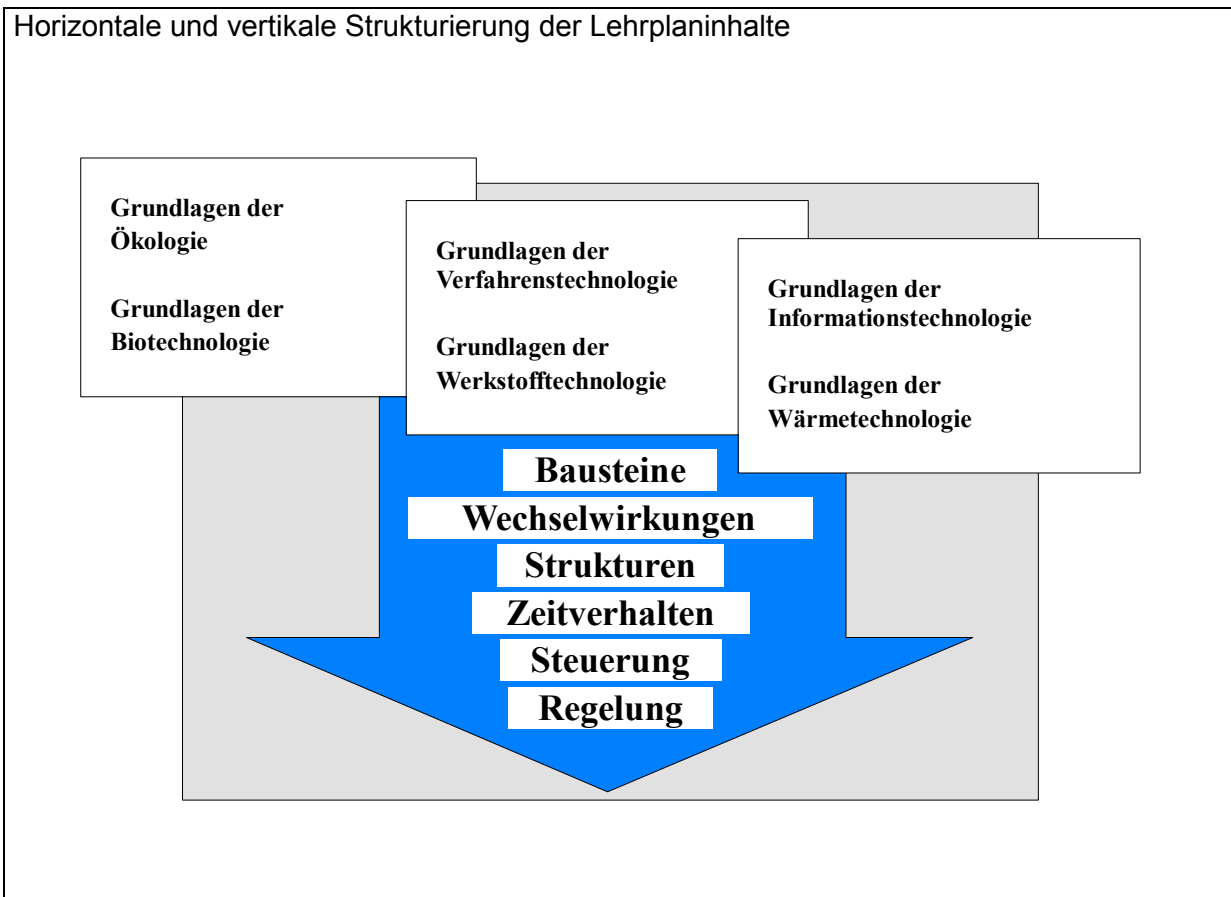 Horizontale und vertikale Strukturierung der Lehrplaninhalte
Grundlagen der
Ökologie
Grundlagen der
Biotechnologie
Grundlagen der
Verfahrenstechnologie
Grundlagen der
Werkstofftechnologie
Grundlagen der
Informationstechnologie
Grundlagen der
Wärmetechnologie
Bausteine
Wechselwirkungen
Strukturen
Zeitverhalten
Steuerung
Regelung